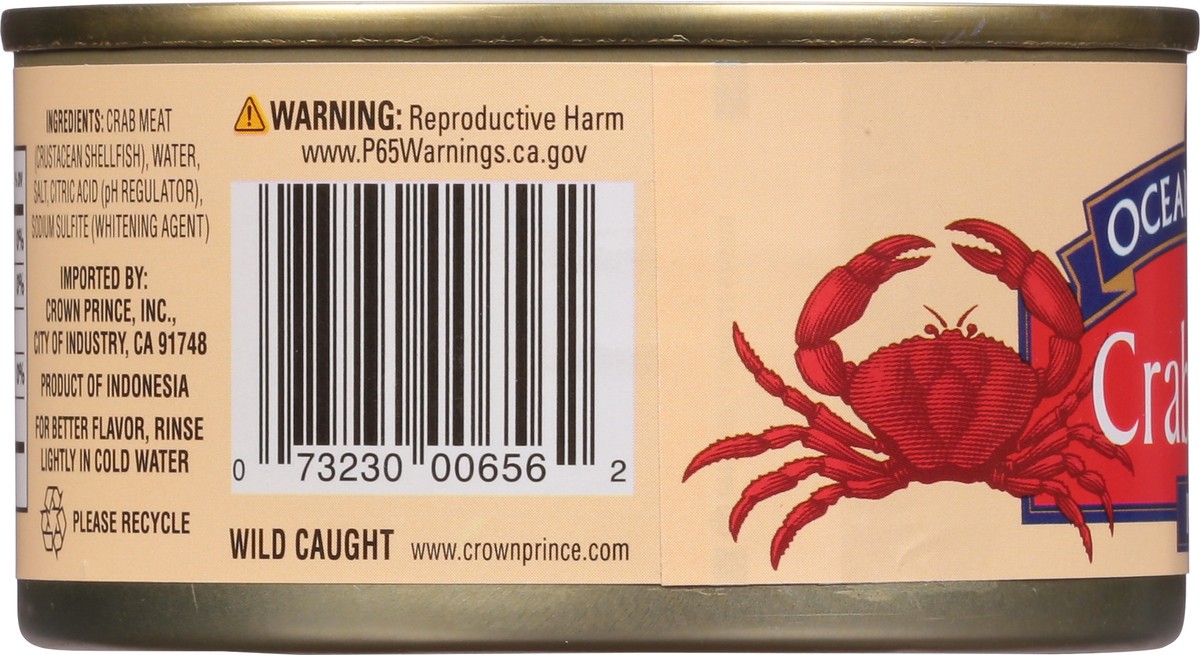 INGREDIENTS: CRAB MEAT
(CRUSTACEAN SHELLFISH), WATER,
SALT, CITRIC ACID (pH REGULATOR),
SODIUM SULFITE (WHITENING AGENT)
IMPORTED BY:
CROWN PRINCE, INC.,
CITY OF INDUSTRY, CA 91748
PRODUCT OF INDONESIA
FOR BETTER FLAVOR, RINSE
LIGHTLY IN COLD WATER
PLEASE RECYCLE
WARNING: Reproductive Harm
www.P65Warnings.ca.gov
0 73230 00656 2
WILD CAUGHT www.crownprince.com
OCEA
Crab